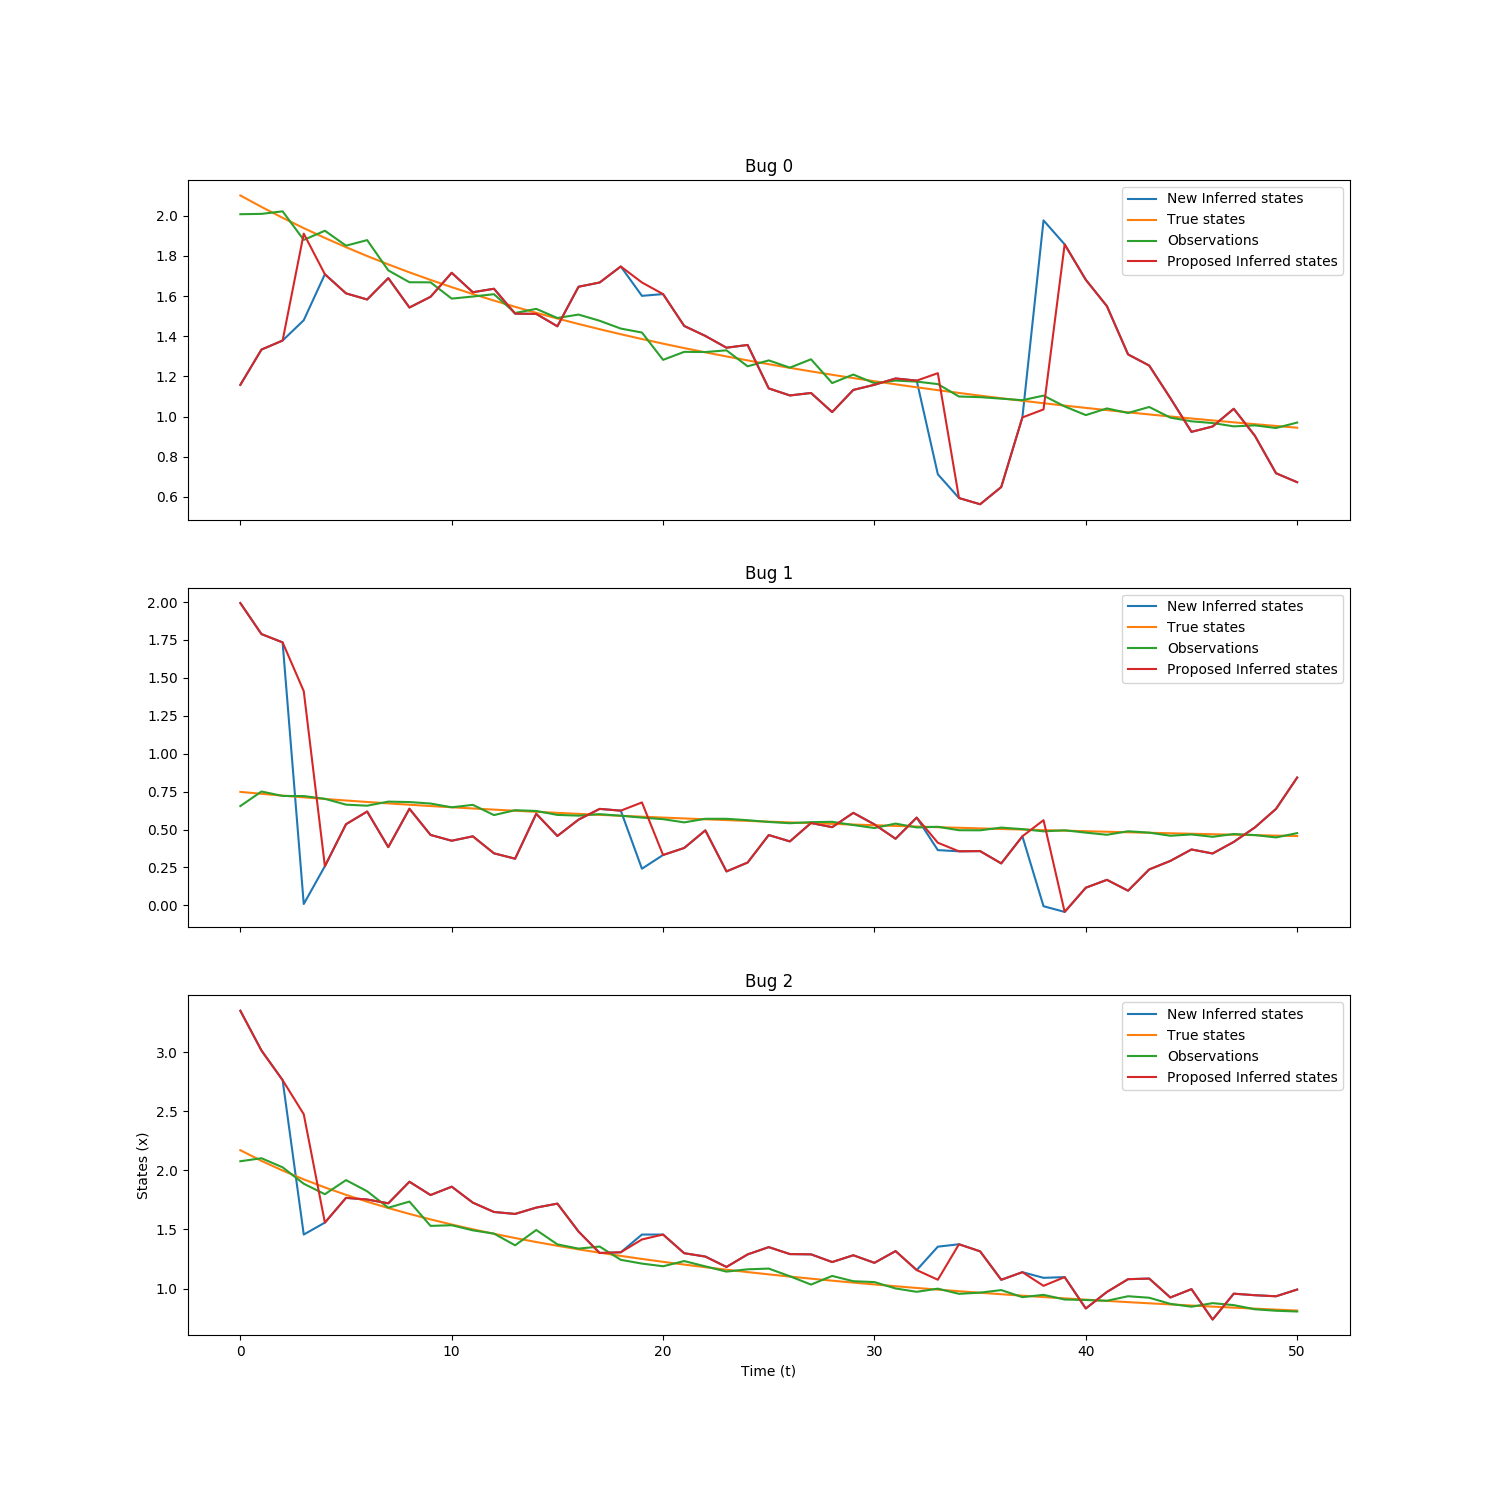 Bug 0
New Inferred states
True states
Observations
Proposed Inferred states
2.0
1.8
1.6
1.4
1.2
1.0
0.8
0.6
Bug 1
New Inferred states
True states
Observations
Proposed Inferred states
2.00
1.75
1.50
1.25
1.00
0.75
0.50
0.25
0.00
Bug 2
New Inferred states
True states
Observations
Proposed Inferred states
States (x)
3.0
2.5
2.0
1.5
1.0
0 10 20 30 40 50
Time (t)